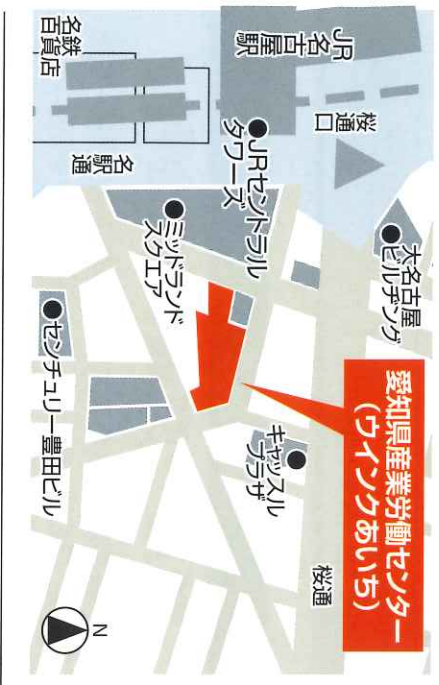 JR
名古屋駅
桜通口
大名古屋
ビルヂング
名鉄
百貨店
名駅通
JRセントラル
タワーズ
ミッドランド
スクエア
愛知県産業労働センター
(ウインクあいち)
キャッスル
プラザ
桜通
センチュリー豊田ビル
N